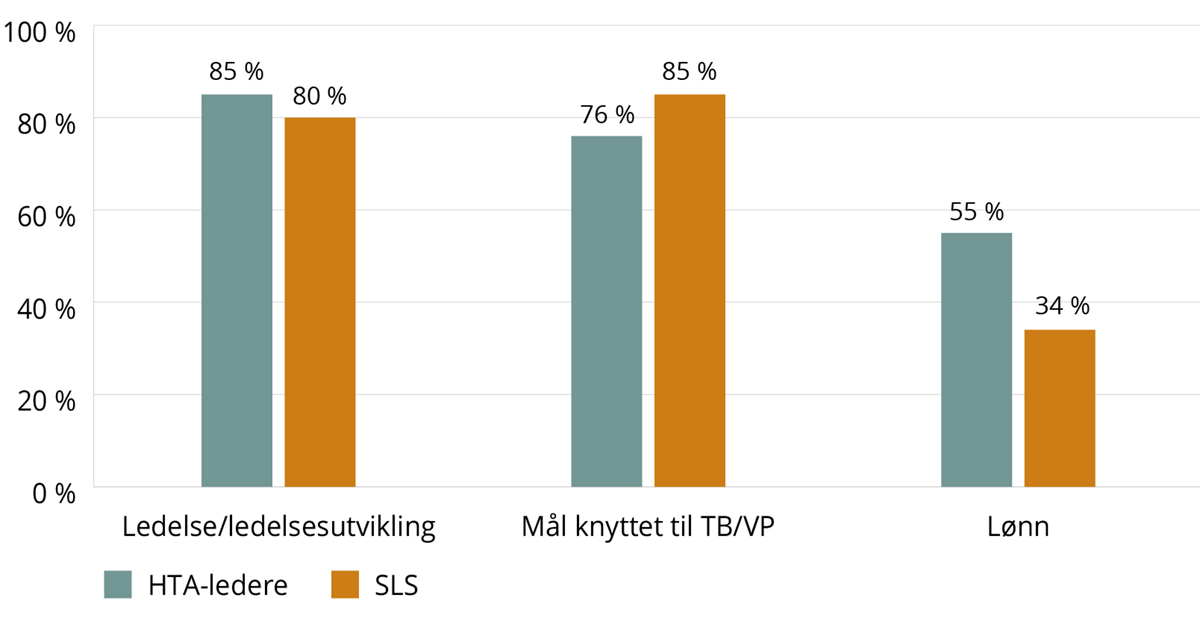 100 %
80 %
60 %
40 %
20 %
0 %
85 %
80 %
76 %
85 %
55 %
34 %
Ledelse/ledelsesutvikling
Mål knyttet til TB/VP
Lønn
HTA-ledere
SLS